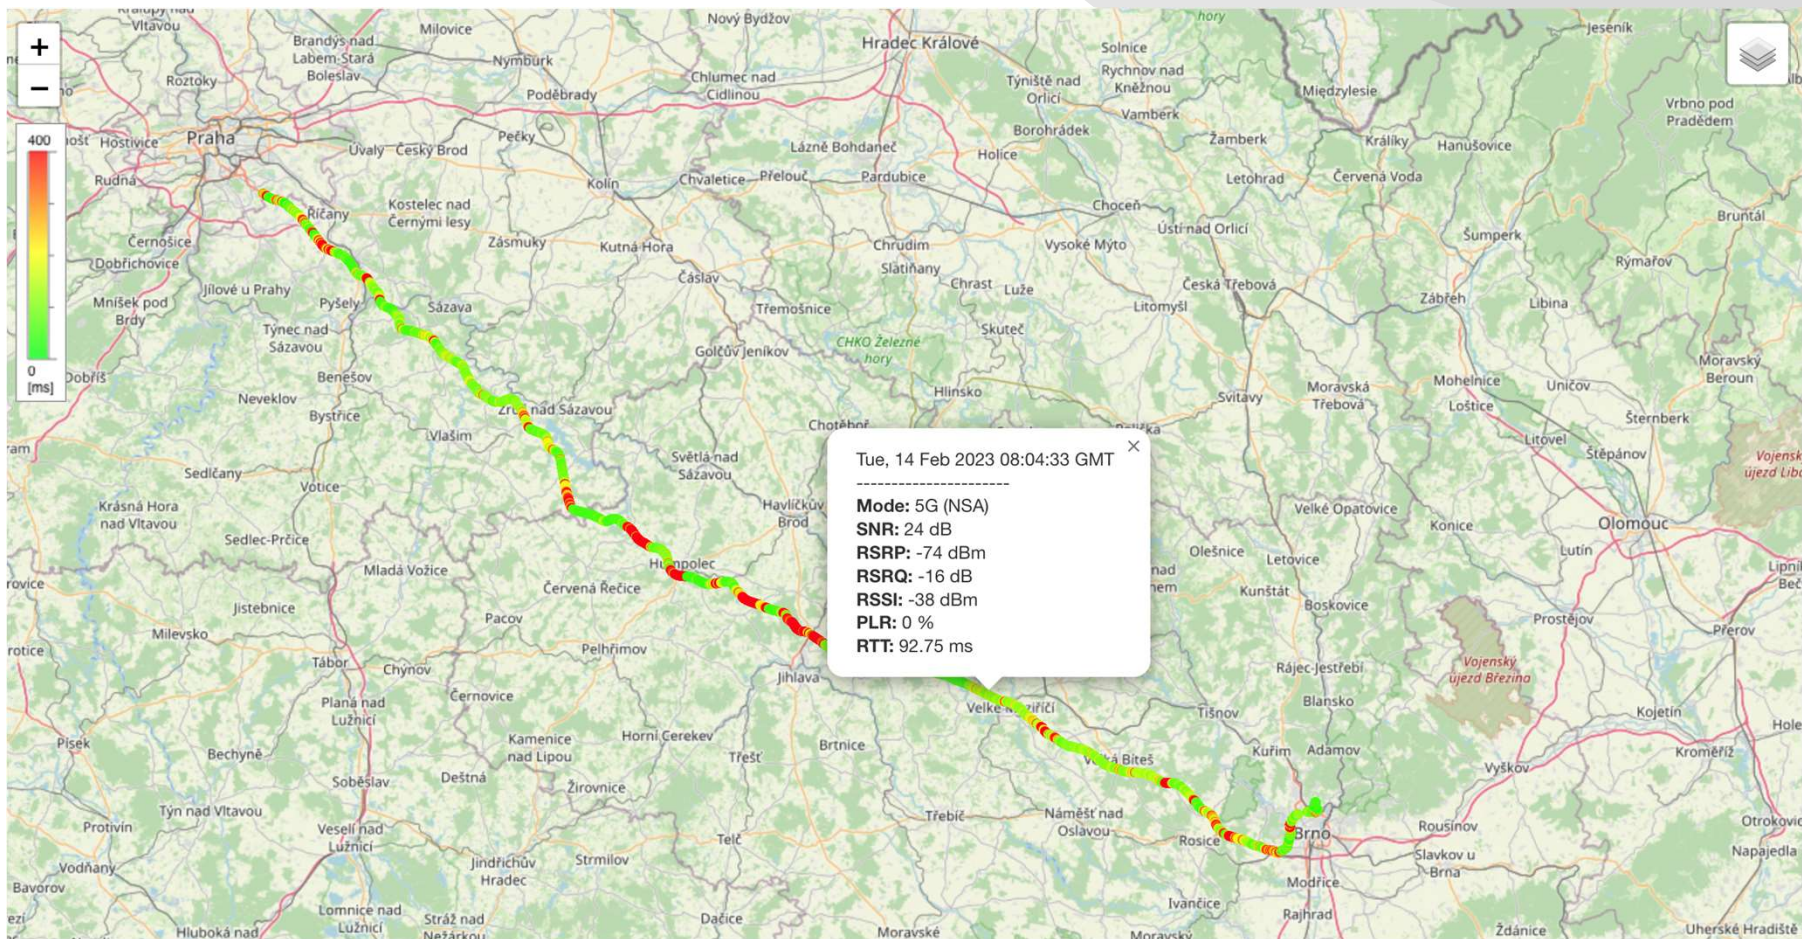 Kralupy nad
Vltavou
Milovice
Nový Bydžov
hory
Jeseník
+
Brandýs nad
Labem-Stará
Boleslav
Hradec Králové
Solnice
Nymburk
Rychnov nad
Kněžnou
Roztoky
Chlumec nad
Cidlinou
Týniště nad
Orlicí
Międzylesie
−
Poděbrady
Vamberk
Vrbno pod
Pradědem
400
Hostivice
Praha
Pečky
Borohrádek
Žamberk
Králíky
Hanušovice
Úvaly
Český Brod
Lázně Bohdaneč
Holice
Rudná
Kolín
Chvaletice
Přelouč
Pardubice
Letohrad
Červená Voda
Říčany
Kostelec nad
Černými lesy
Choceň
Bruntál
Černošice
Zásmuky
Kutná Hora
Chrudim
Vysoké Mýto
Ústí nad Orlicí
Šumperk
Dobřichovice
Slatiňany
Rýmařov
Jílové u Prahy
Čáslav
Chrast
Luže
Česká Třebová
Mníšek pod
Brdy
Pyšely
Sázava
Třemošnice
Litomyšl
Zábřeh
Libina
Týnec nad
Sázavou
Skuteč
CHKO Železné
hory
Golčův Jeníkov
0
[ms]
Dobříš
Benešov
Moravský
Beroun
Neveklov
Hlinsko
Svitavy
Moravská
Třebová
Mohelnice
Uničov
Loštice
Bystřice
Zruč nad Sázavou
Chotěboř
Polička
Šternberk
Vlašim
Litovel
Štěpánov
Sedlčany
Votice
Světlá nad
Sázavou
Krásná Hora
nad Vltavou
Havlíčkův
Brod
Velké Opatovice
Konice
Olomouc
Sedlec-Prčice
Olešnice
Letovice
Lutín
Mladá Vožice
Humpolec
Červená Řečice
Kunštát
Boskovice
Jistebnice
Pacov
Prostějov
Přerov
Milevsko
Pelhřimov
Tábor
Chýnov
Jihlava
Rájec-Jestřebí
Vojenský
újezd Březina
×
Tue, 14 Feb 2023 08:04:33 GMT
----------------------
Mode: 5G (NSA)
SNR: 24 dB
RSRP: -74 dBm
RSRQ: -16 dB
RSSI: -38 dBm
PLR: 0 %
RTT: 92.75 ms
Planá nad
Lužnicí
Černovice
Velké Meziříčí
Tišnov
Blansko
Kojetín
Písek
Bechyně
Kamenice
nad Lipou
Horní Cerekev
Třešť
Brtnice
Velká Bíteš
Kuřim
Adamov
Kroměříž
Soběslav
Deštná
Žirovnice
Vyškov
Týn nad Vltavou
Třebíč
Náměšť nad
Oslavou
Protivín
Veselí nad
Lužnicí
Telč
Rosice
Brno
Rousínov
Otrokovice
Vodňany
Jindřichův
Hradec
Strmilov
Slavkov u
Brna
Napajedla
Bavorov
Modřice
Lomnice nad
Lužnicí
Stráž nad
Nežárkou
Dačice
Ivančice
Rajhrad
Hluboká nad
Moravské
Moravský
Ždánice
Uherské Hradiště